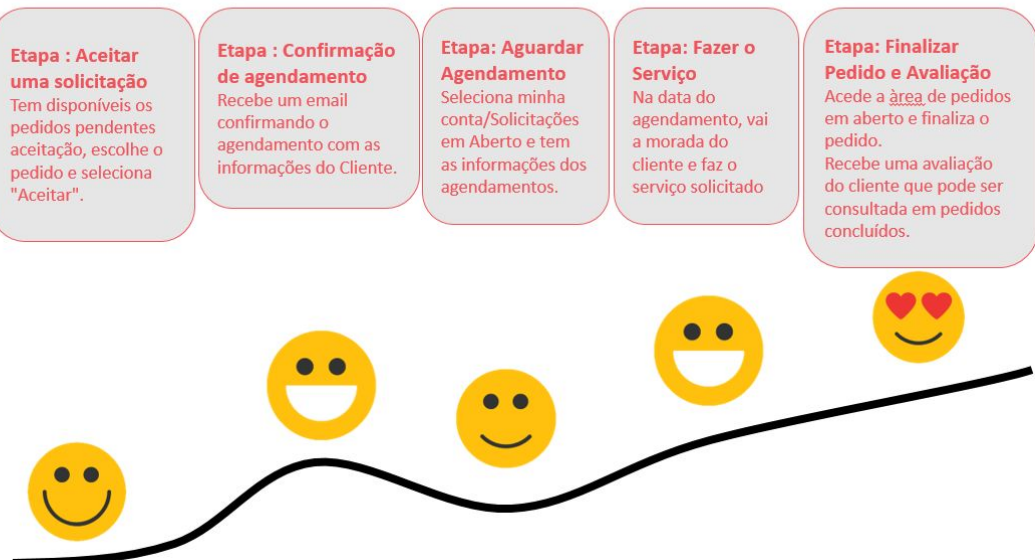 Etapa : Aceitar
uma solicitação
Tem disponíveis os
pedidos pendentes
aceitação, escolhe o
pedido e seleciona
"Aceitar".
Etapa : Confirmação
de agendamento
Recebe um email
confirmando o
agendamento com as
informações do Cliente.
Etapa: Aguardar
Agendamento
Seleciona minha
conta/Solicitações
em Aberto e tem
as informações dos
agendamentos.
Etapa: Fazer o
Serviço
Na data do
agendamento, vai
a morada do
cliente e faz o
serviço solicitado
Etapa: Finalizar
Pedido e Avaliação
Acede a àrea de pedidos
em aberto e finaliza o
pedido.
Recebe uma avaliação
do cliente que pode ser
consultada em pedidos
concluídos.